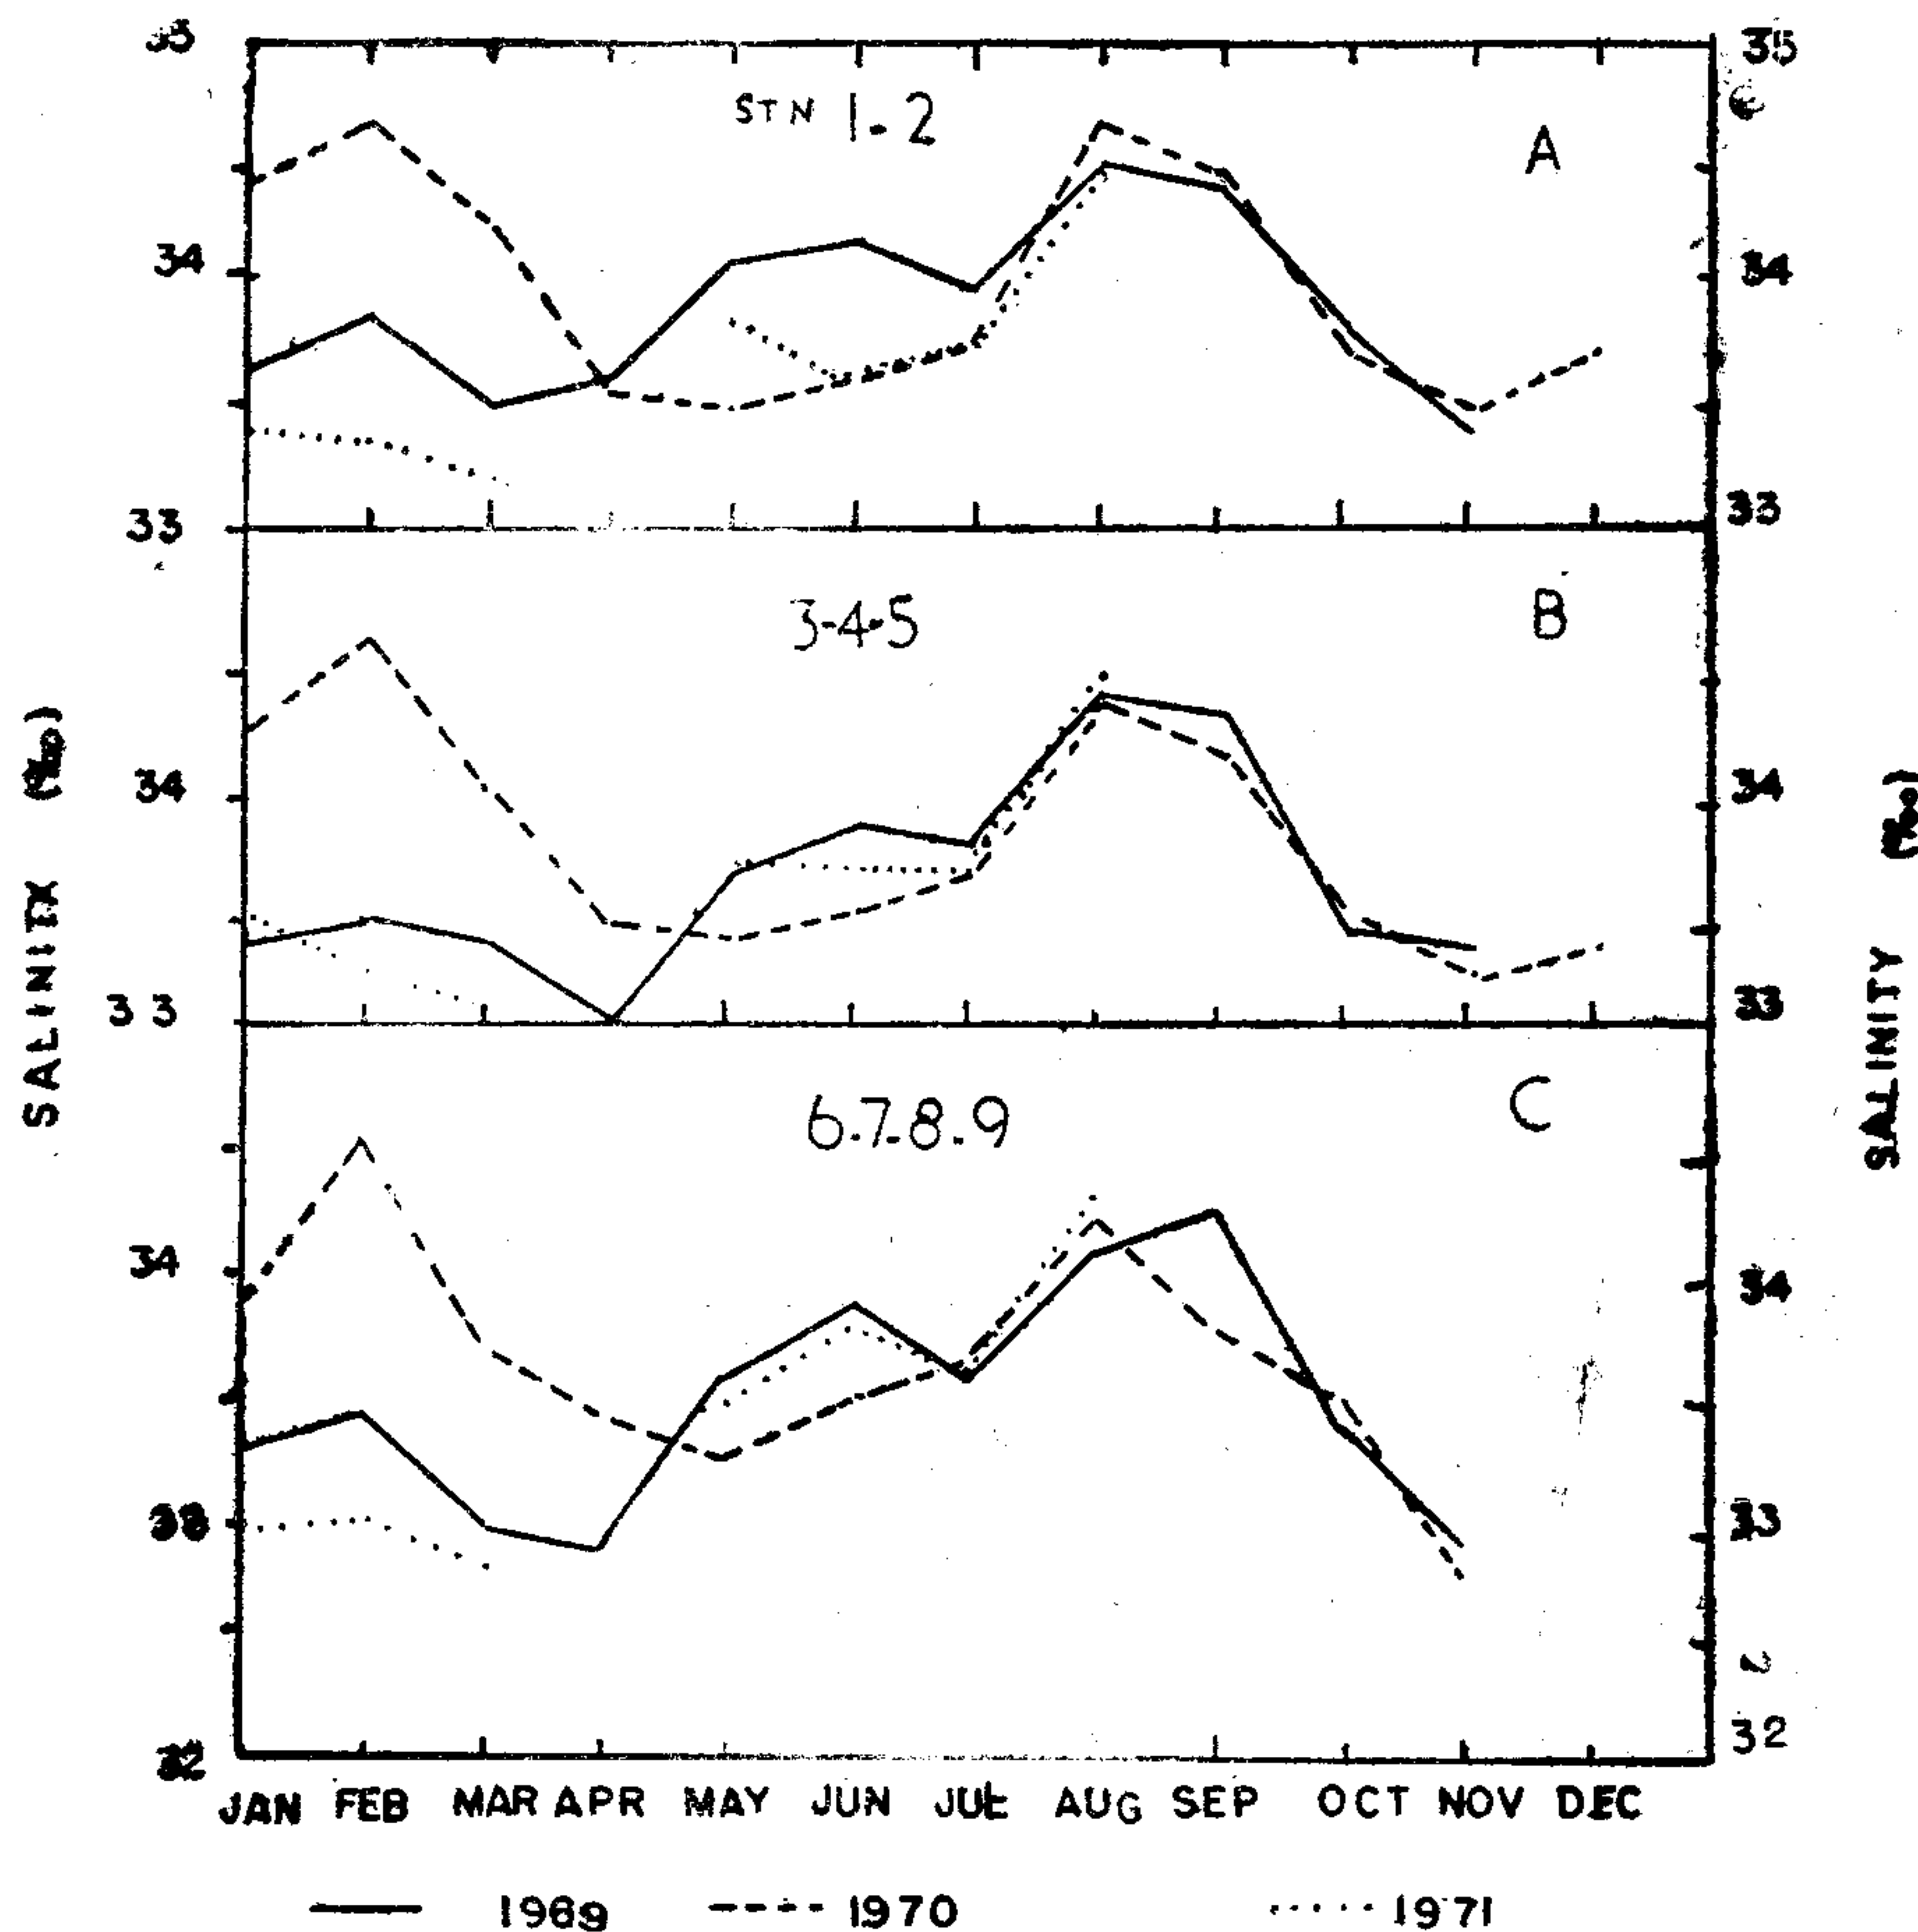 35 35
STN 1-2 A
34 34
33 33
3-4-5 B
SALINITY (‰)
34 34
SALINITY (‰)
33 33
6.7.8.9 C
34 34
33 33
32 32
JAN FEB MAR APR MAY JUN JUL AUG SEP OCT NOV DEC
1969 1970 1971